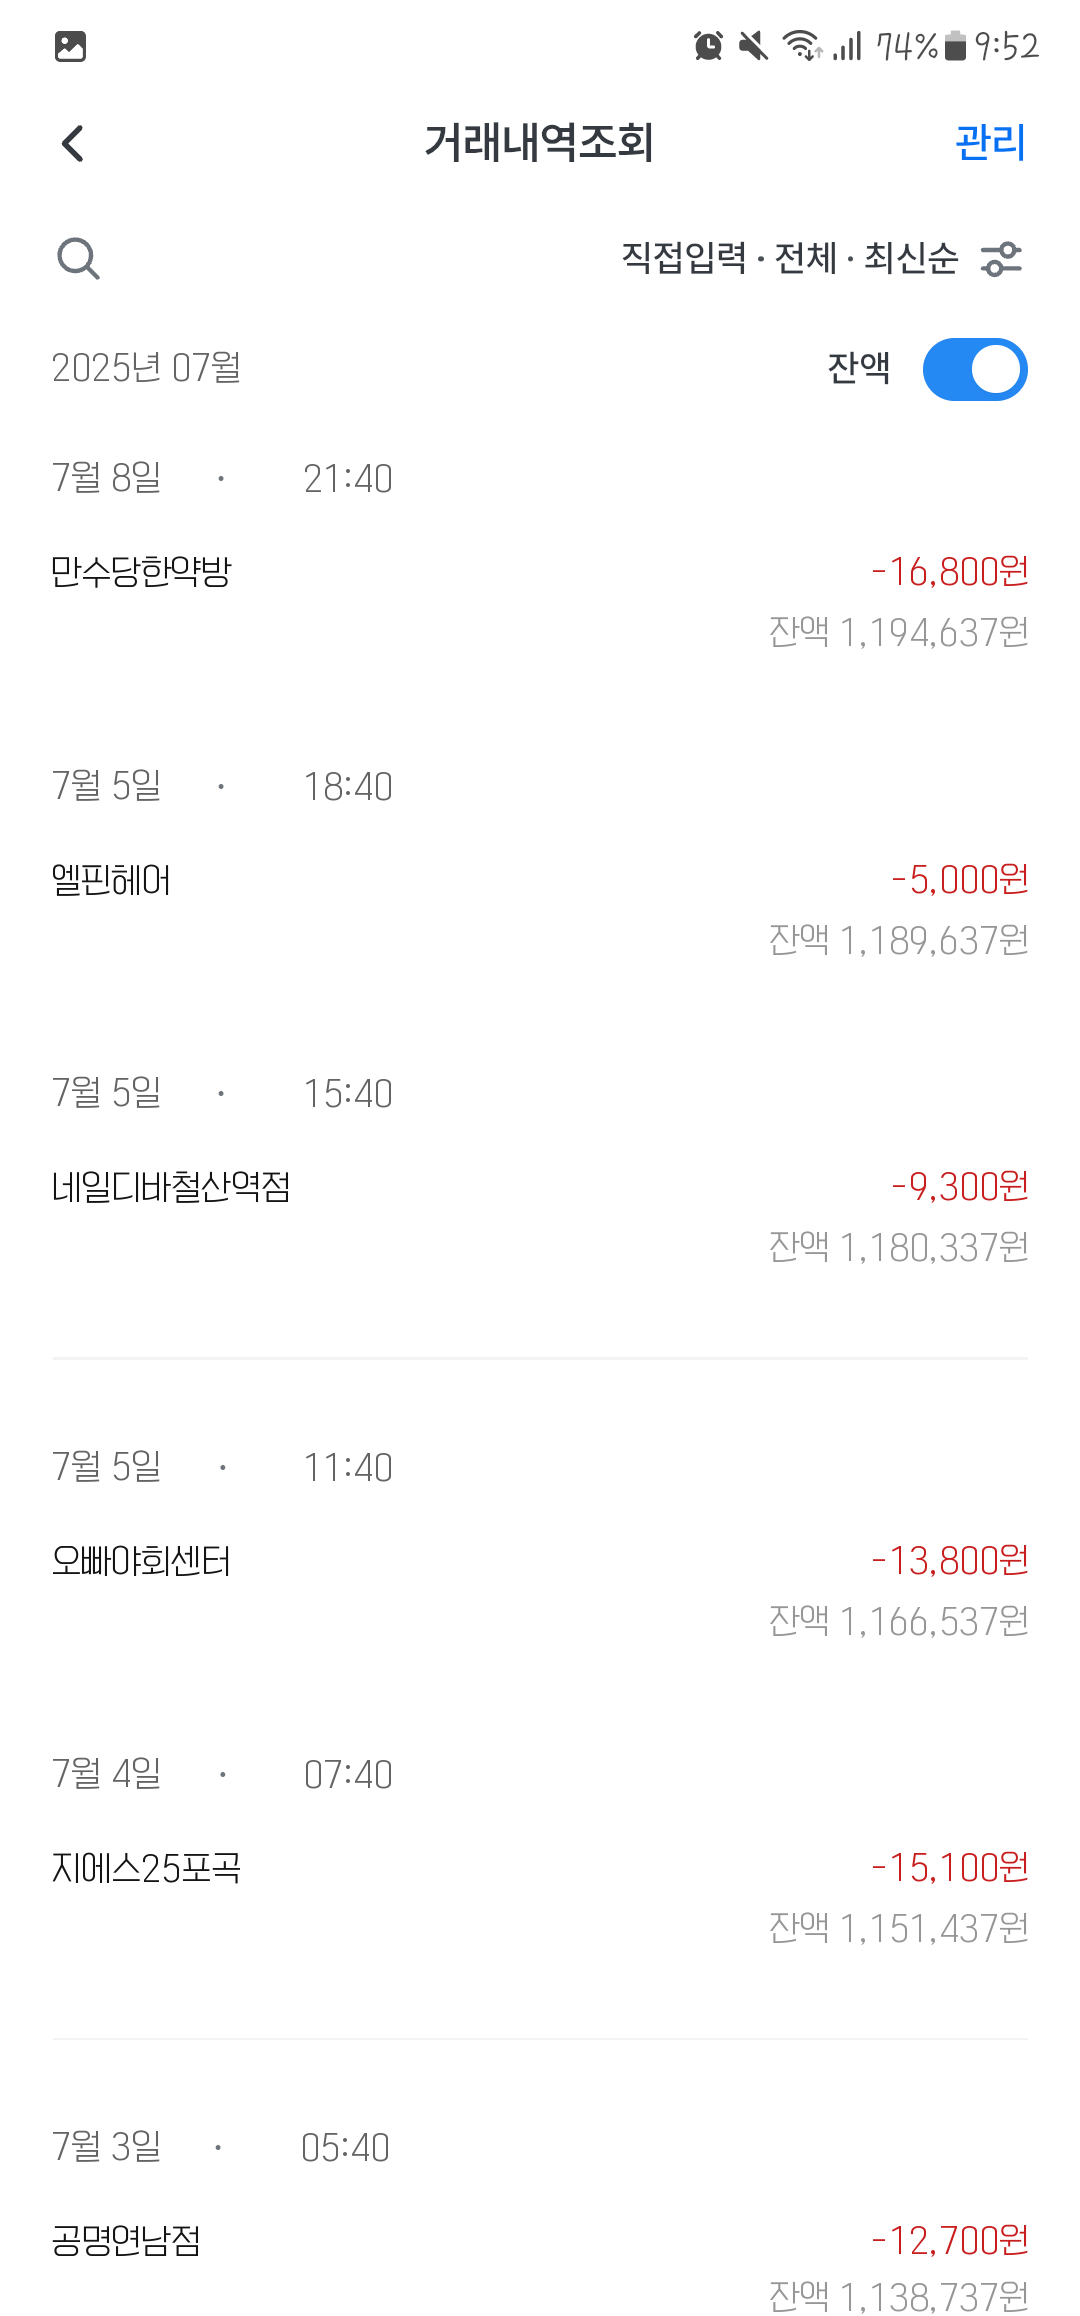 74% 9:52
거래내역조회 관리
직접입력 · 전체 · 최신순
2025년 07월 잔액
7월 8일 · 21:40
만수당한약방 -16,800원
잔액 1,194,637원
7월 5일 · 18:40
엘핀헤어 -5,000원
잔액 1,189,637원
7월 5일 · 15:40
네일디바철산역점 -9,300원
잔액 1,180,337원
7월 5일 · 11:40
오빠야회센터 -13,800원
잔액 1,166,537원
7월 4일 · 07:40
지에스25포곡 -15,100원
잔액 1,151,437원
7월 3일 · 05:40
공명연남점 -12,700원
잔액 1,138,737원